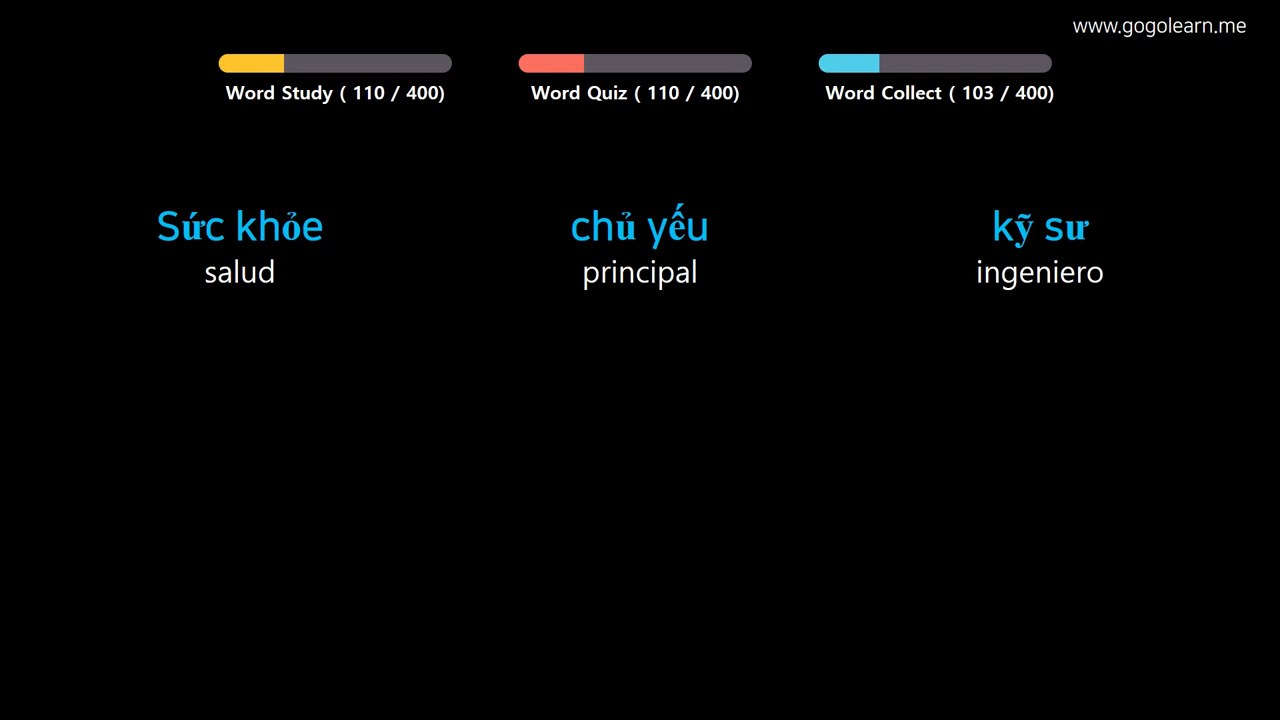 www.gogolearn.me
Word Study ( 110 / 400)
Word Quiz ( 110 / 400)
Word Collect ( 103 / 400)
Sức khỏe
salud
chủ yếu
principal
kỹ sư
ingeniero